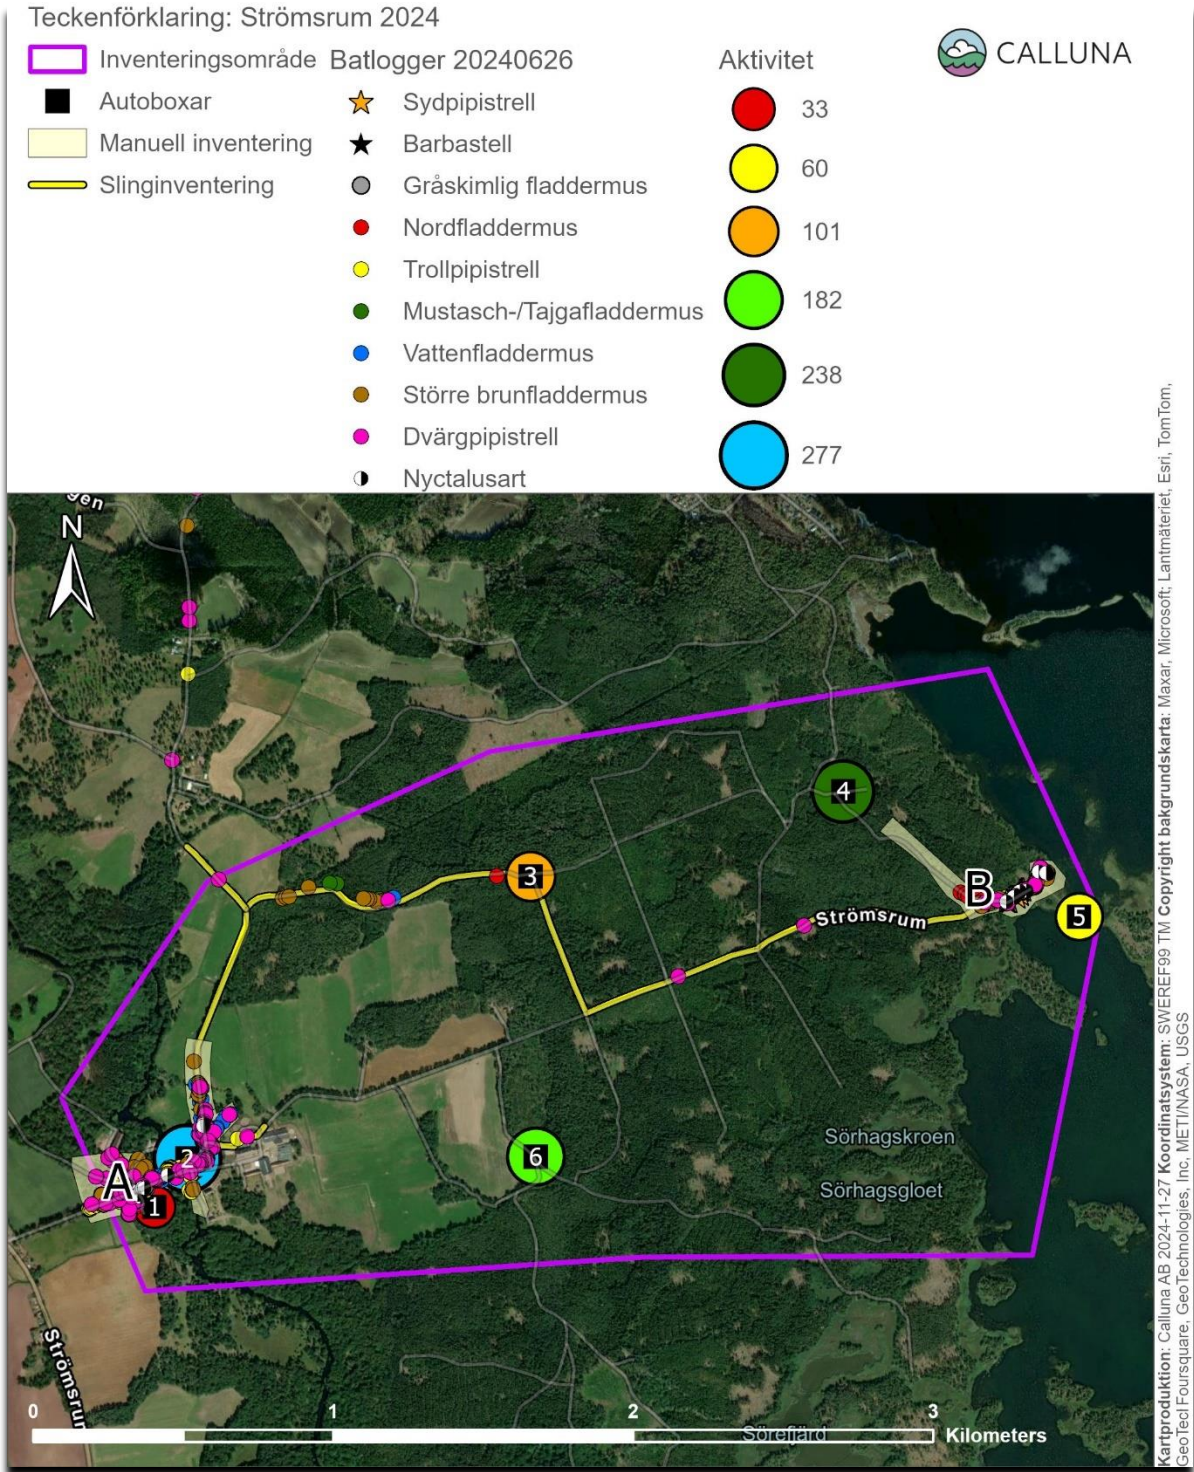 Teckenförklaring: Strömsrum 2024
Inventeringsområde
Autoboxar
Manuell inventering
Slinginventering
Batlogger 20240626
Sydpipistrell
Barbastell
Gråskimlig fladdermus
Nordfladdermus
Trollpipistrell
Mustasch-/Tajgafladdermus
Vattenfladdermus
Större brunfladdermus
Dvärgpipistrell
Nyctalusart
Aktivitet
33
60
101
182
238
277
CALLUNA
gen
N
4
3
B
5
Strömsrum
2
A
1
6
Sörhagskroen
Sörhagsgloet
Strömsrum
0 1 2 3 Kilometers
Sörefjärd
Kartproduktion: Calluna AB 2024-11-27 Koordinatsystem: SWEREF99 TM Copyright bakgrundskarta: Maxar, Microsoft; Lantmäteriet, Esri, TomTom,
GeoTecl Foursquare, GeoTechnologies, Inc, METI/NASA, USGS